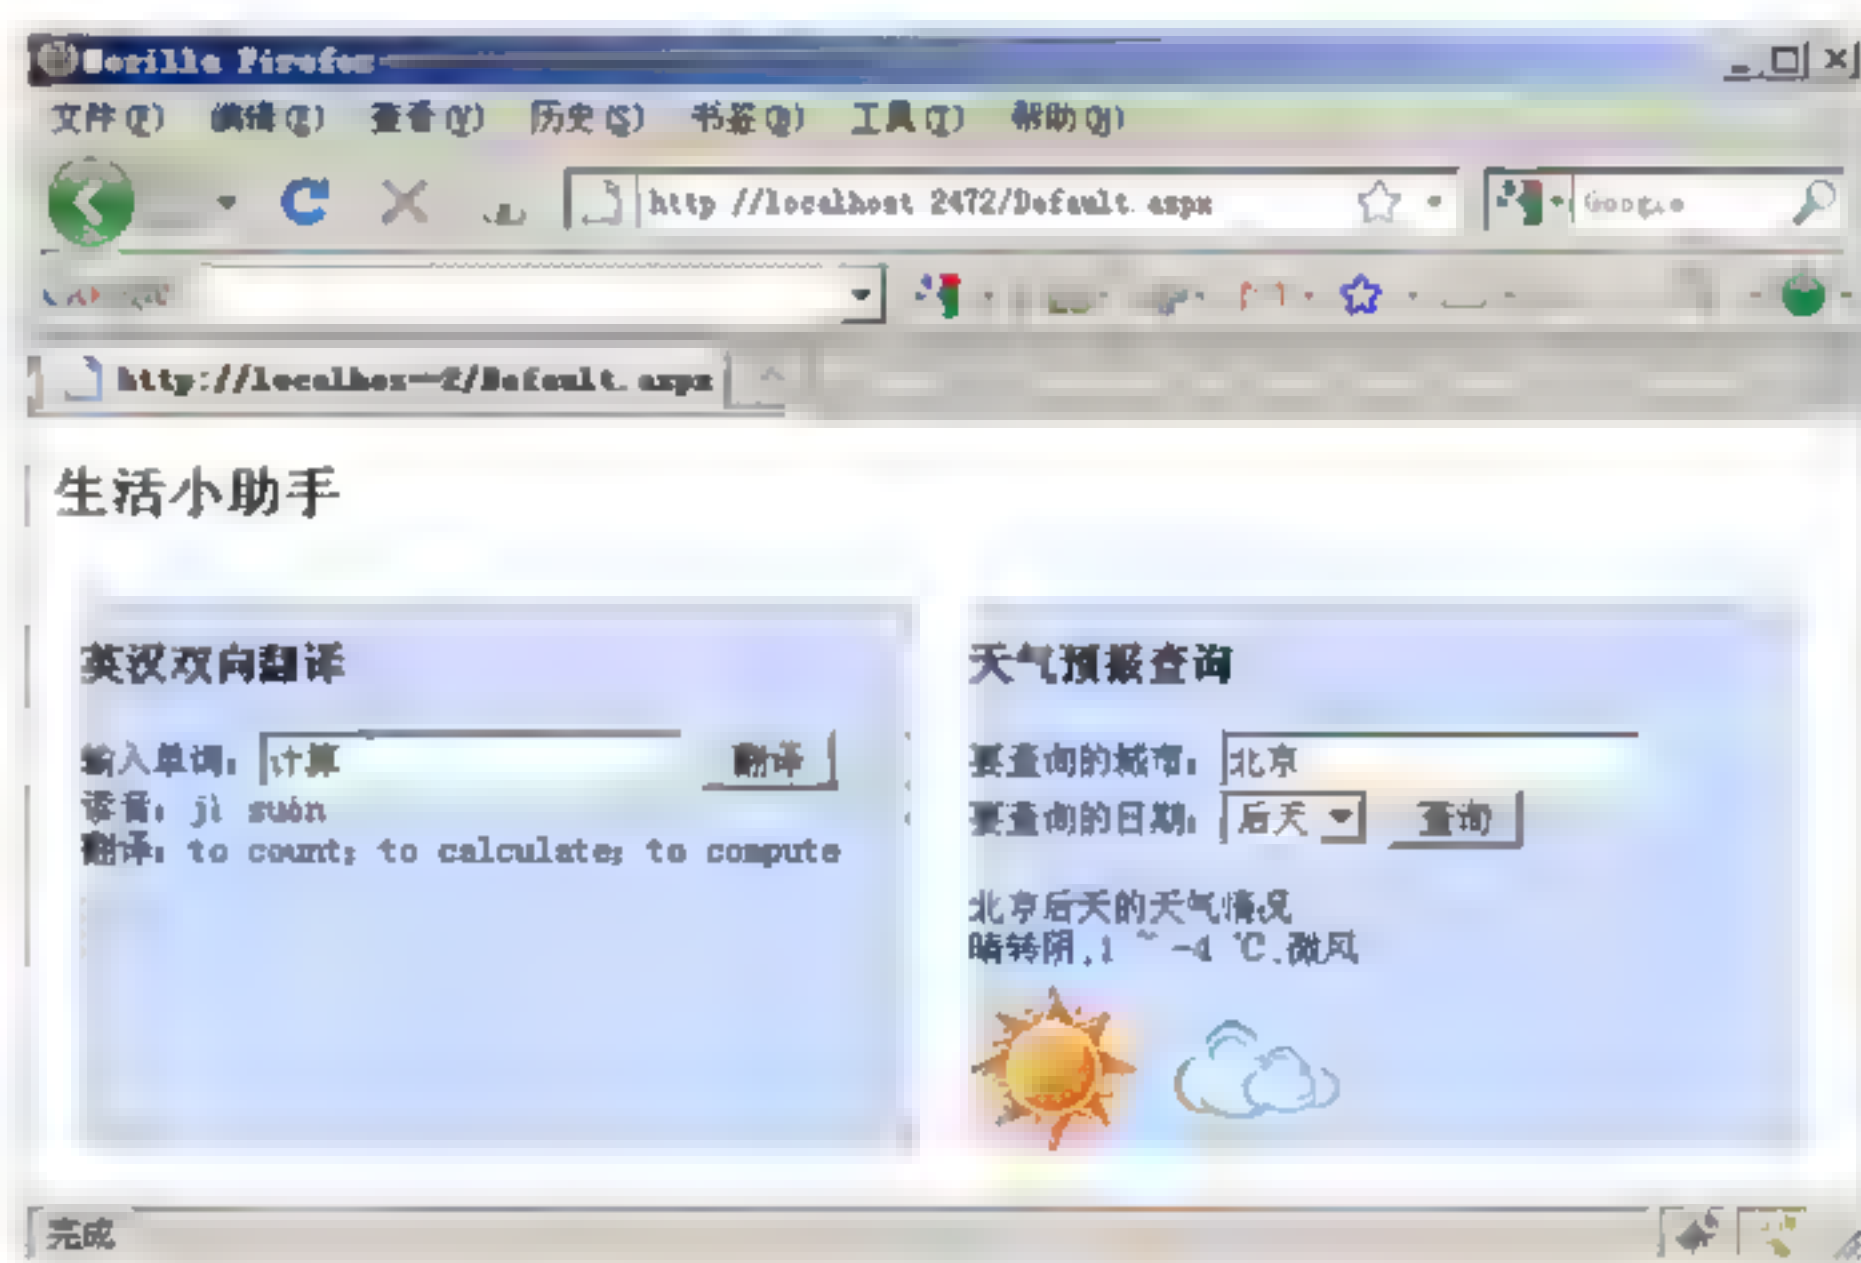 Mozilla Firefox
文件(F) 编辑(E) 查看(V) 历史(S) 书签(B) 工具(T) 帮助(H)
http //localhost 2472/Default.aspx Google
http://localhos—2/Default.aspx
生活小助手
英汉双向翻译
输入单词: 计算 翻译
读音: jì suàn
翻译: to count; to calculate; to compute
天气预报查询
要查询的城市: 北京
要查询的日期: 后天 查询
北京后天的天气情况
晴转阴,1 ~ -4 ℃,微风
完成